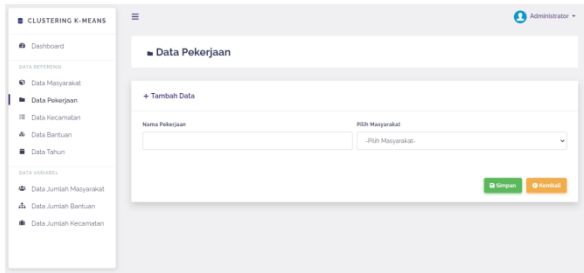 CLUSTERING K-MEANS
Administrator
Dashboard
DATA REFERENSI
Data Masyarakat
Data Pekerjaan
Data Kecamatan
Data Bantuan
Data Tahun
DATA VARIABEL
Data Jumlah Masyarakat
Data Jumlah Bantuan
Data Jumlah Kecamatan
Data Pekerjaan
+ Tambah Data
Nama Pekerjaan
Pilih Masyarakat
-Pilih Masyarakat-
Simpan
Kembali